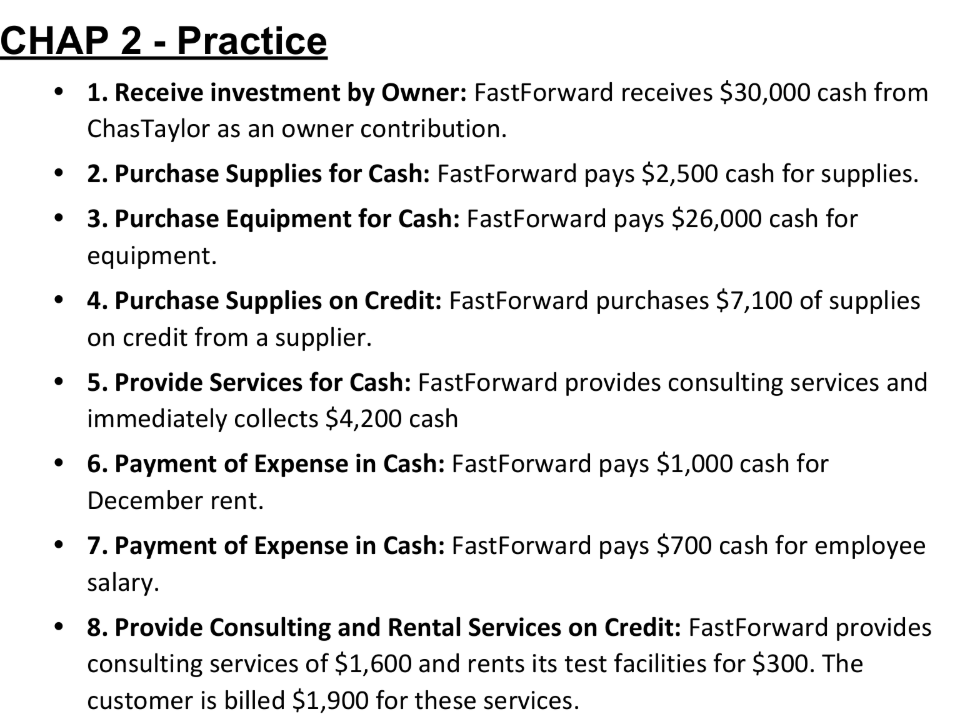 CHAP 2 - Practice
• 1. Receive investment by Owner: FastForward receives $30,000 cash from
ChasTaylor as an owner contribution.
• 2. Purchase Supplies for Cash: FastForward pays $2,500 cash for supplies.
• 3. Purchase Equipment for Cash: FastForward pays $26,000 cash for
equipment.
• 4. Purchase Supplies on Credit: FastForward purchases $7,100 of supplies
on credit from a supplier.
• 5. Provide Services for Cash: FastForward provides consulting services and
immediately collects $4,200 cash
• 6. Payment of Expense in Cash: FastForward pays $1,000 cash for
December rent.
• 7. Payment of Expense in Cash: FastForward pays $700 cash for employee
salary.
• 8. Provide Consulting and Rental Services on Credit: FastForward provides
consulting services of $1,600 and rents its test facilities for $300. The
customer is billed $1,900 for these services.